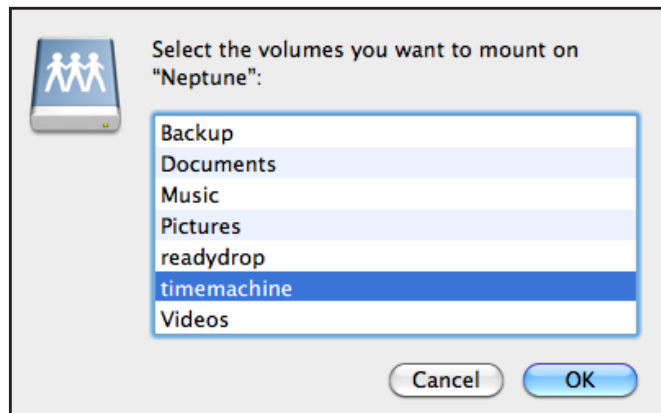 Select the volumes you want to mount on
“Neptune”:
Backup
Documents
Music
Pictures
readydrop
timemachine
Videos
Cancel
OK